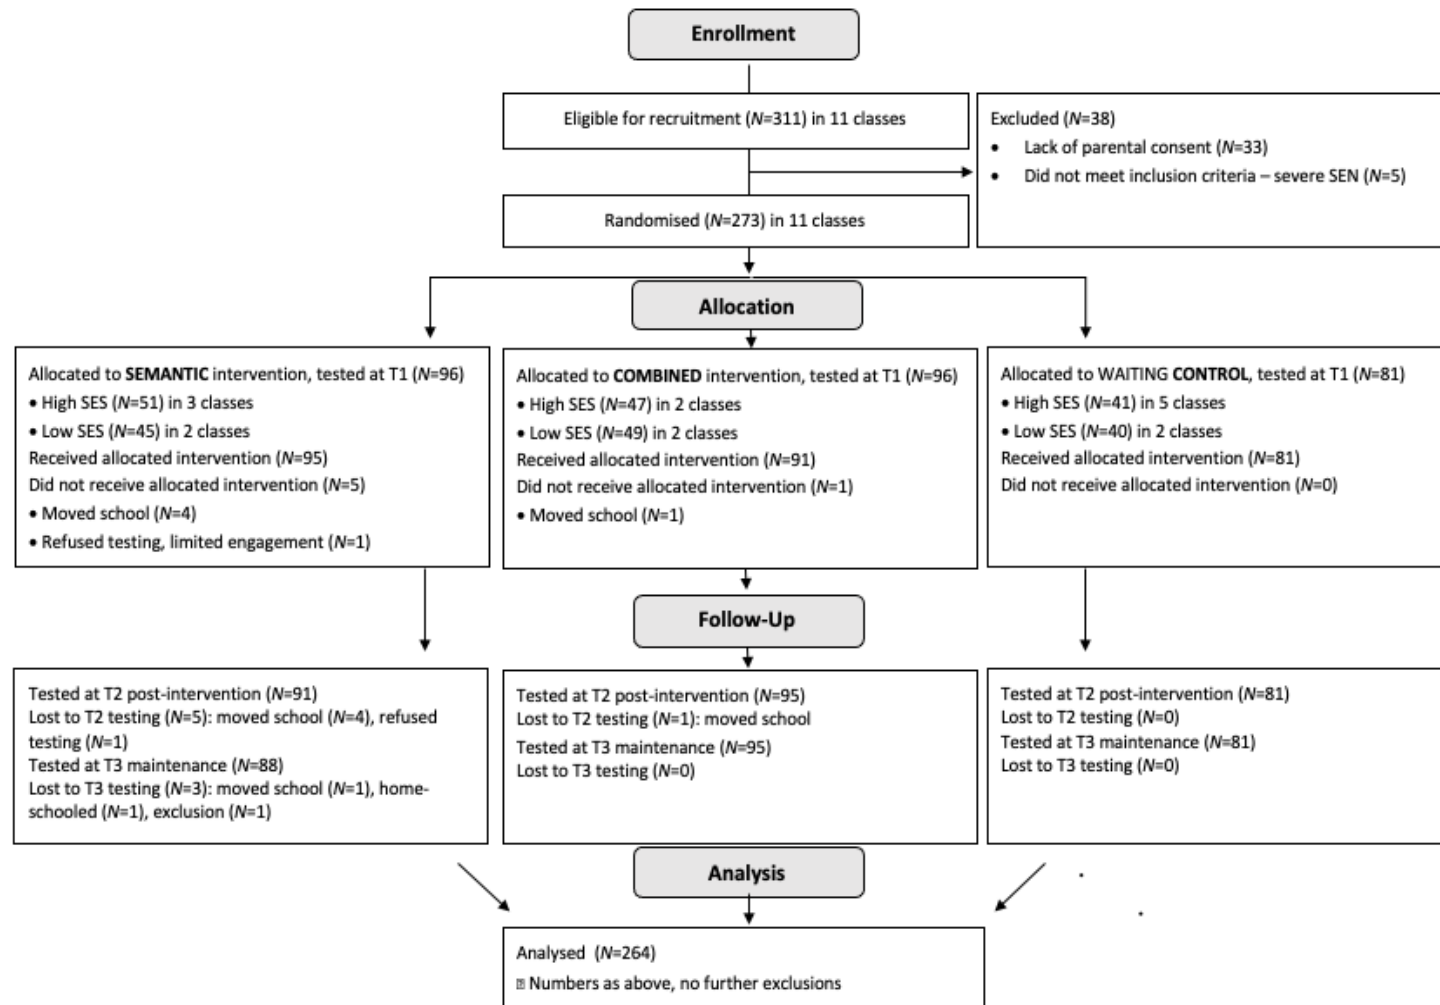 Enrollment
Eligible for recruitment (N=311) in 11 classes
Excluded (N=38)
• Lack of parental consent (N=33)
• Did not meet inclusion criteria – severe SEN (N=5)
Randomised (N=273) in 11 classes
Allocation
Allocated to SEMANTIC intervention, tested at T1 (N=96)
• High SES (N=51) in 3 classes
• Low SES (N=45) in 2 classes
Received allocated intervention (N=95)
Did not receive allocated intervention (N=5)
• Moved school (N=4)
• Refused testing, limited engagement (N=1)
Allocated to COMBINED intervention, tested at T1 (N=96)
• High SES (N=47) in 2 classes
• Low SES (N=49) in 2 classes
Received allocated intervention (N=91)
Did not receive allocated intervention (N=1)
• Moved school (N=1)
Allocated to WAITING CONTROL, tested at T1 (N=81)
• High SES (N=41) in 5 classes
• Low SES (N=40) in 2 classes
Received allocated intervention (N=81)
Did not receive allocated intervention (N=0)
Follow-Up
Tested at T2 post-intervention (N=91)
Lost to T2 testing (N=5): moved school (N=4), refused
testing (N=1)
Tested at T3 maintenance (N=88)
Lost to T3 testing (N=3): moved school (N=1), home-
schooled (N=1), exclusion (N=1)
Tested at T2 post-intervention (N=95)
Lost to T2 testing (N=1): moved school
Tested at T3 maintenance (N=95)
Lost to T3 testing (N=0)
Tested at T2 post-intervention (N=81)
Lost to T2 testing (N=0)
Tested at T3 maintenance (N=81)
Lost to T3 testing (N=0)
Analysis
Analysed (N=264)
Numbers as above, no further exclusions